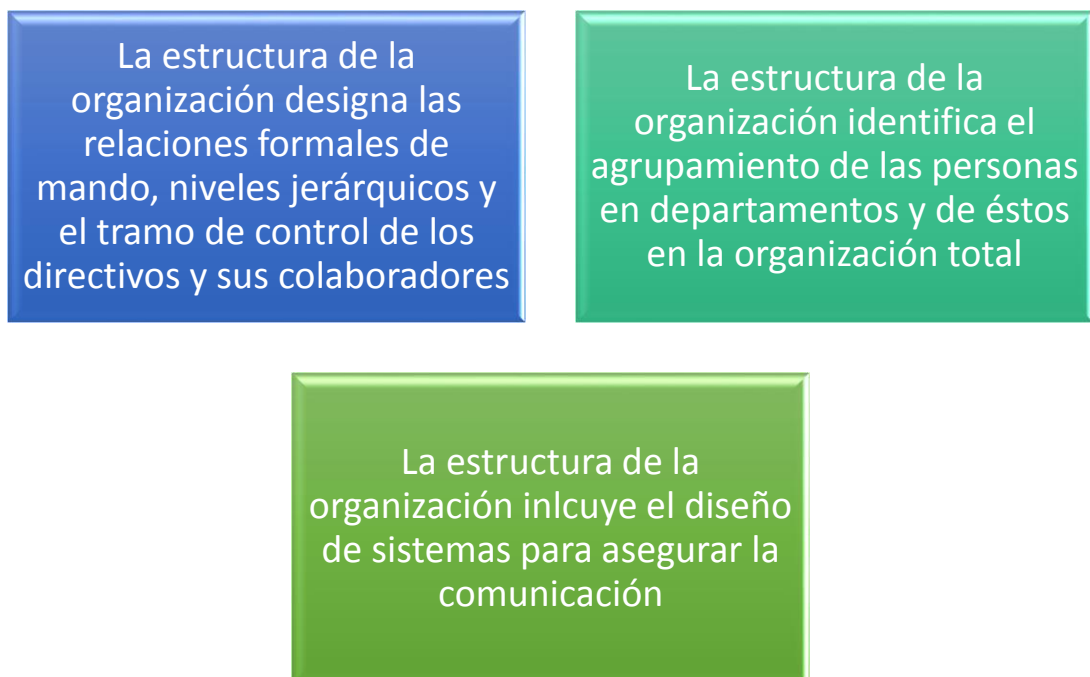 La estructura de la
organización designa las
relaciones formales de
mando, niveles jerárquicos y
el tramo de control de los
directivos y sus colaboradores
La estructura de la
organización identifica el
agrupamiento de las personas
en departamentos y de éstos
en la organización total
La estructura de la
organización inlcuye el diseño
de sistemas para asegurar la
comunicación